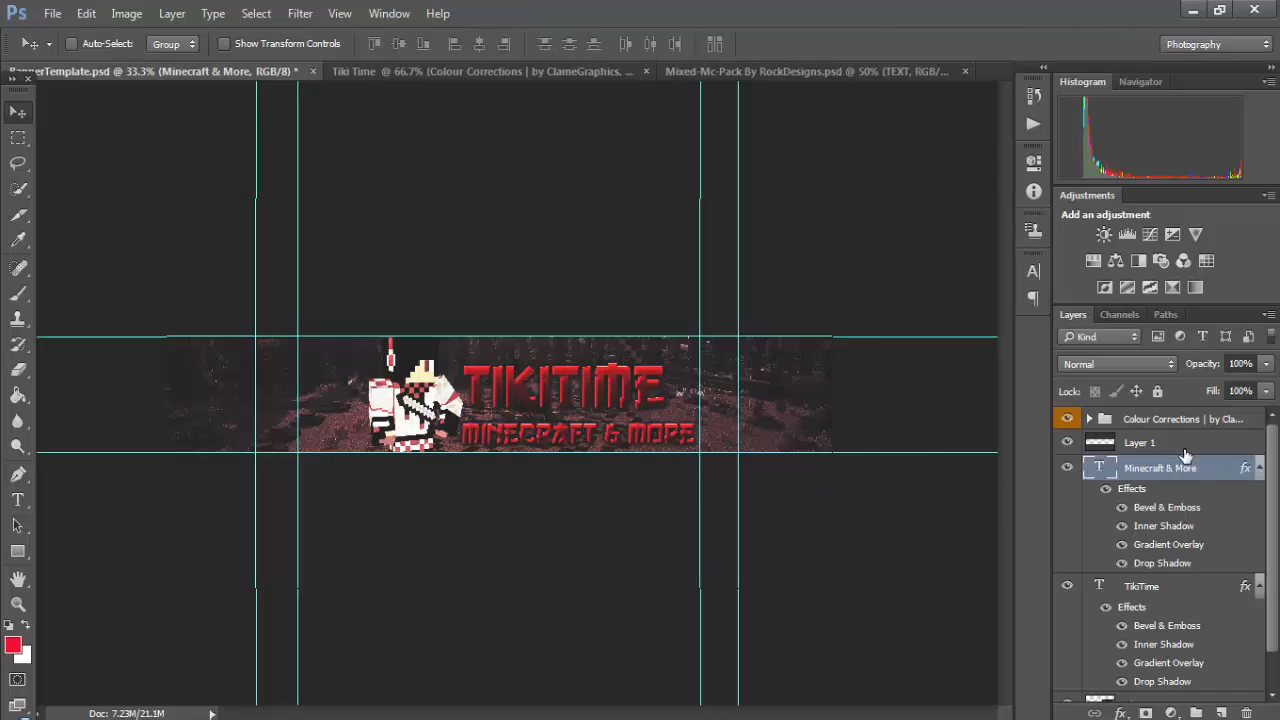 Ps File Edit Image Layer Type Select Filter View Window Help
Auto-Select: Group Show Transform Controls Photography
BannerTemplate.psd @ 33.3% (Minecraft & More, RGB/8) * × Tiki Time @ 66.7% (Colour Corrections | by ClameGraphics, ... × Mixed-Mc-Pack By RockDesigns.psd @ 50% (TEXT, RGB/... ×
Histogram Navigator
Adjustments
Add an adjustment
Layers Channels Paths
Kind
Normal Opacity: 100%
Lock: Fill: 100%
Colour Corrections | by Cla...
Layer 1
T Minecraft & More fx
Effects
Bevel & Emboss
Inner Shadow
Gradient Overlay
Drop Shadow
T TikiTime fx
Effects
Bevel & Emboss
Inner Shadow
Gradient Overlay
Drop Shadow
TIKITIME
MINECRAFT & MORE
Doc: 7.23M/21.1M